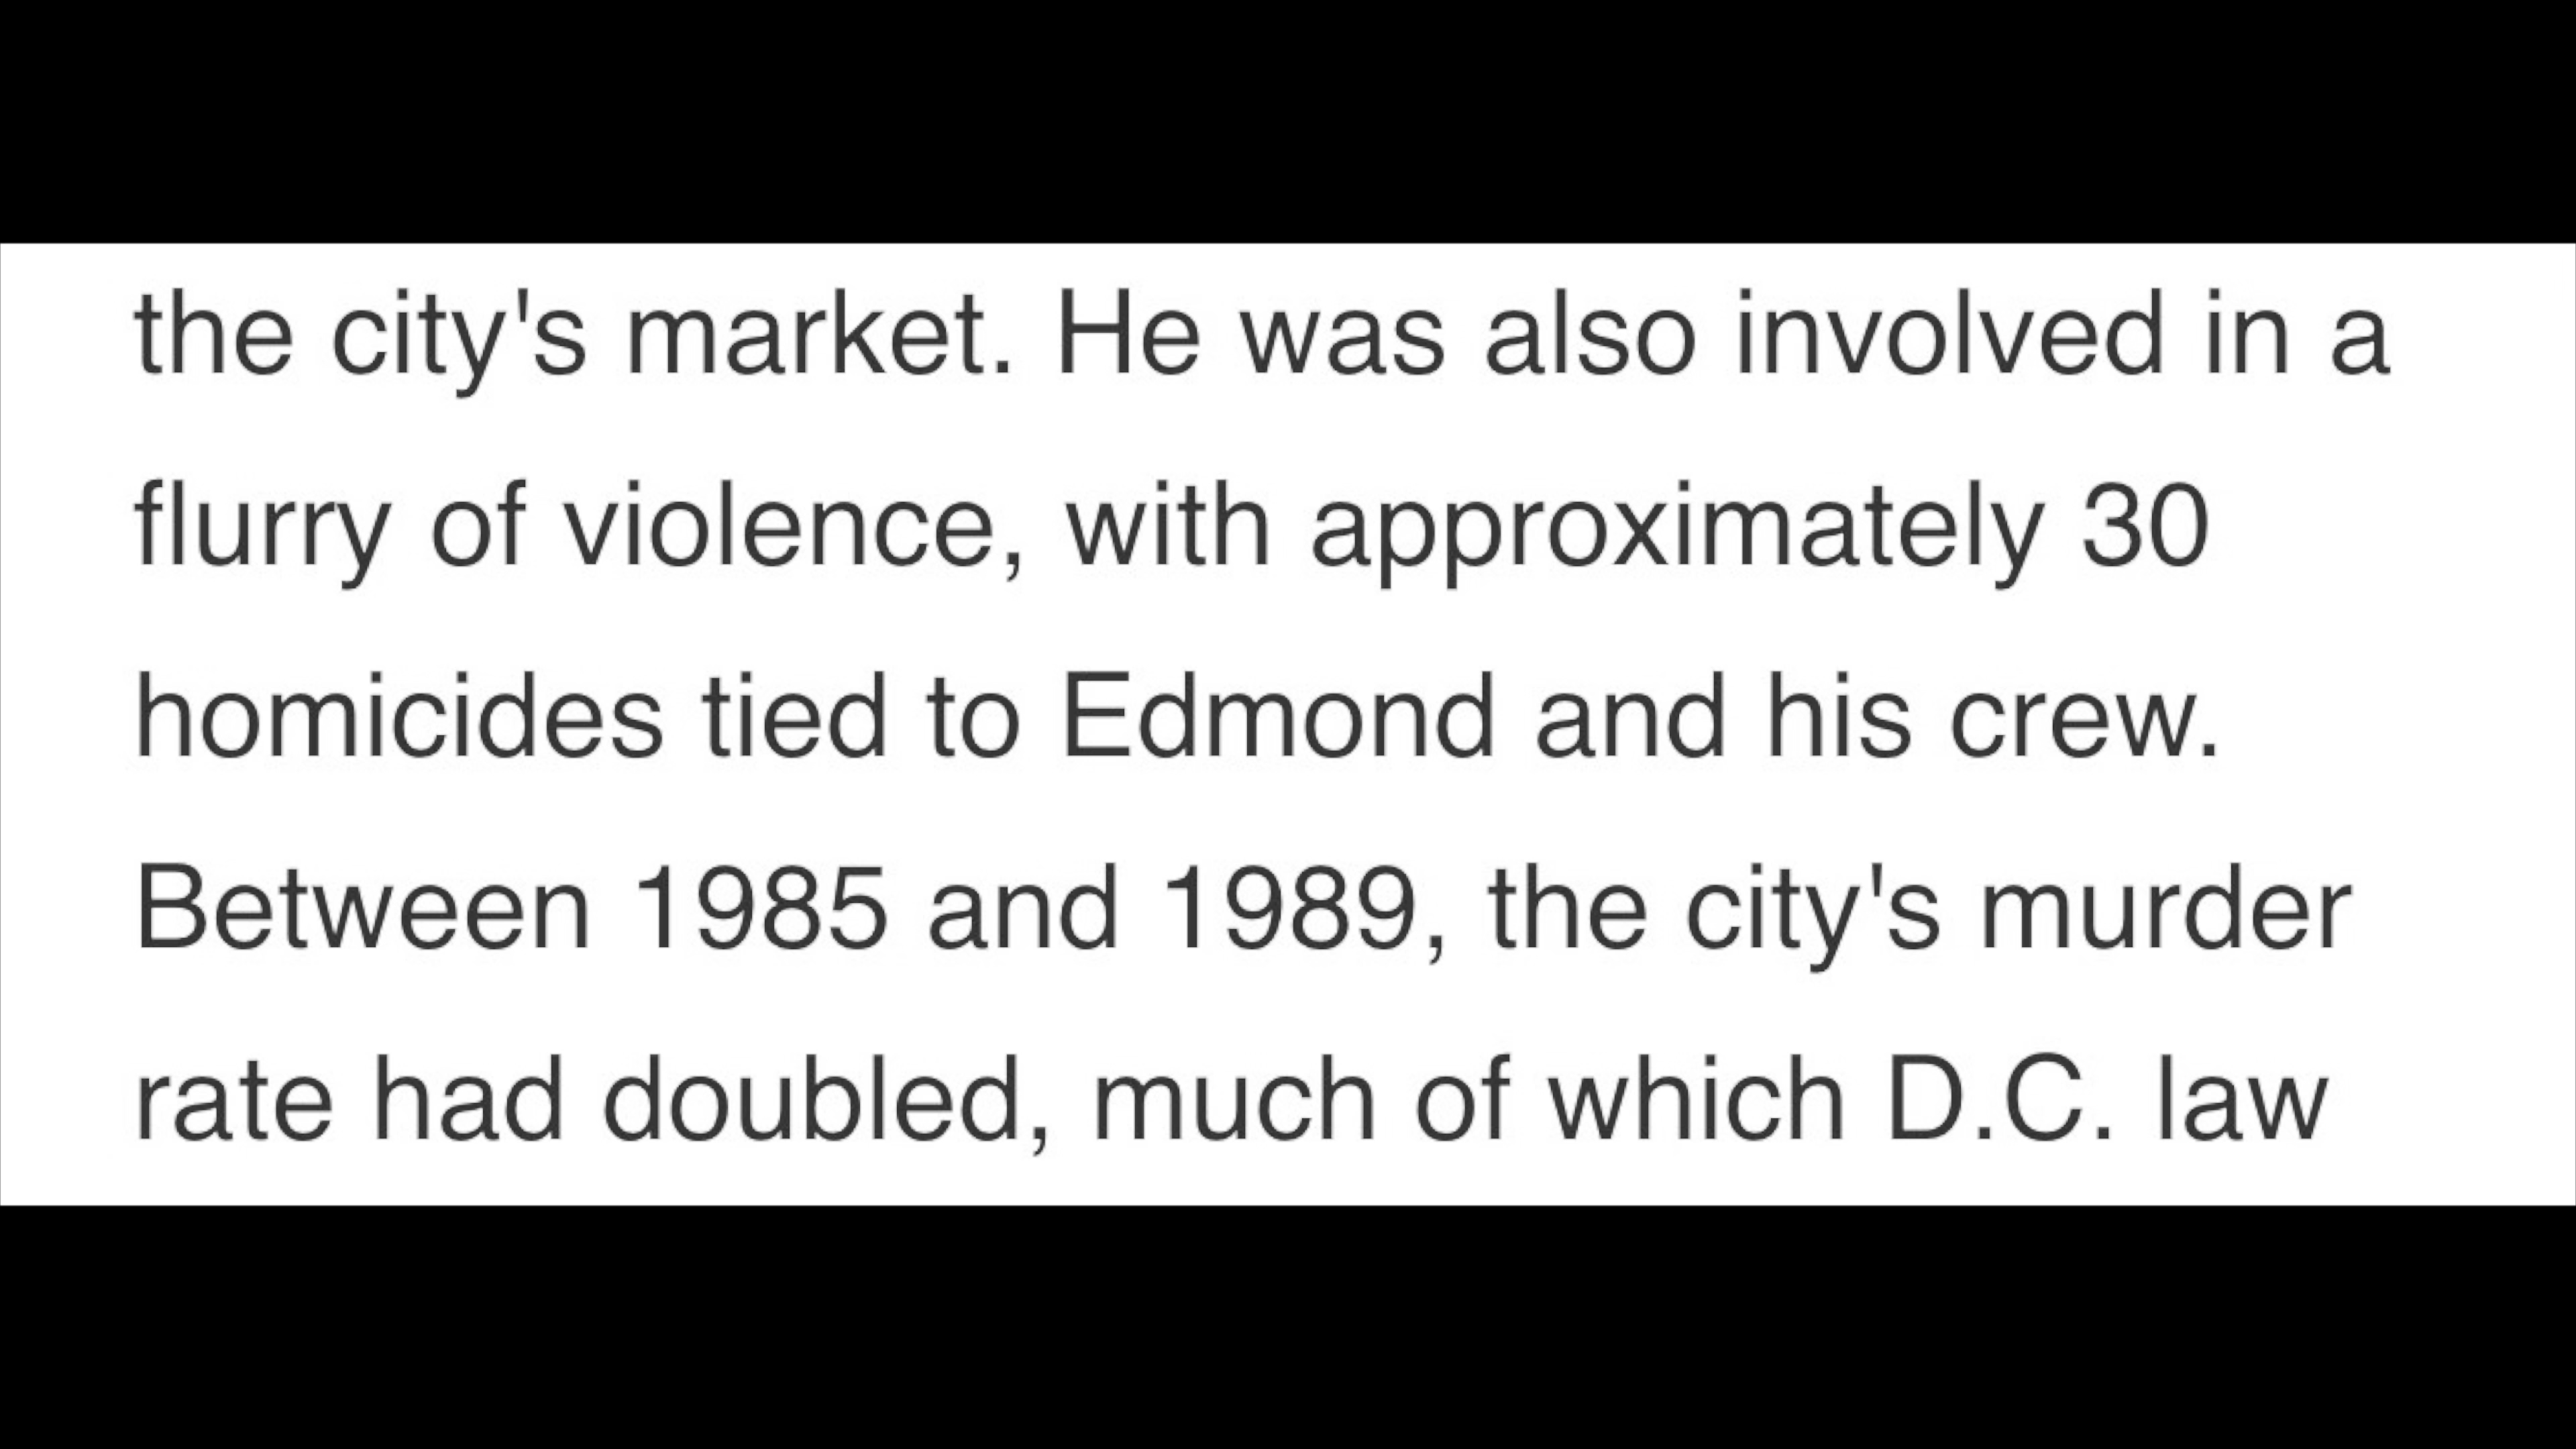 the city's market. He was also involved in a
flurry of violence, with approximately 30
homicides tied to Edmond and his crew.
Between 1985 and 1989, the city's murder
rate had doubled, much of which D.C. law